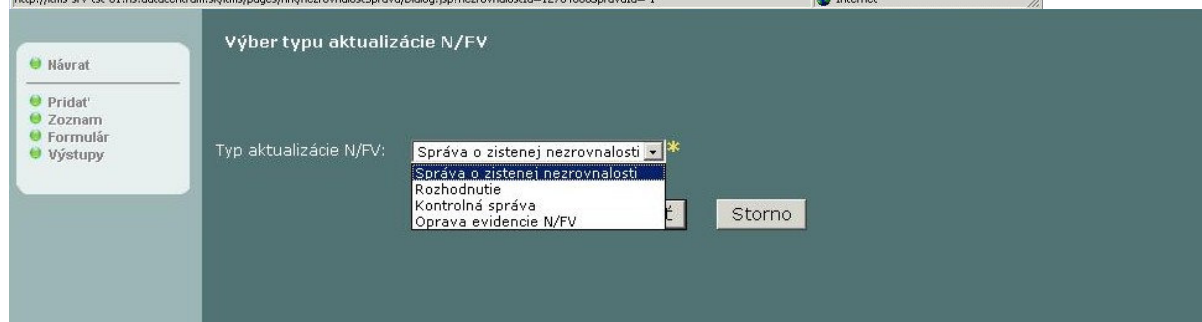 Internet
Výber typu aktualizácie N/FV
Návrat
Pridať
Zoznam
Formulár
Výstupy
Typ aktualizácie N/FV: Správa o zistenej nezrovnalosti *
Správa o zistenej nezrovnalosti
Rozhodnutie
Kontrolná správa
Oprava evidencie N/FV
ť Storno